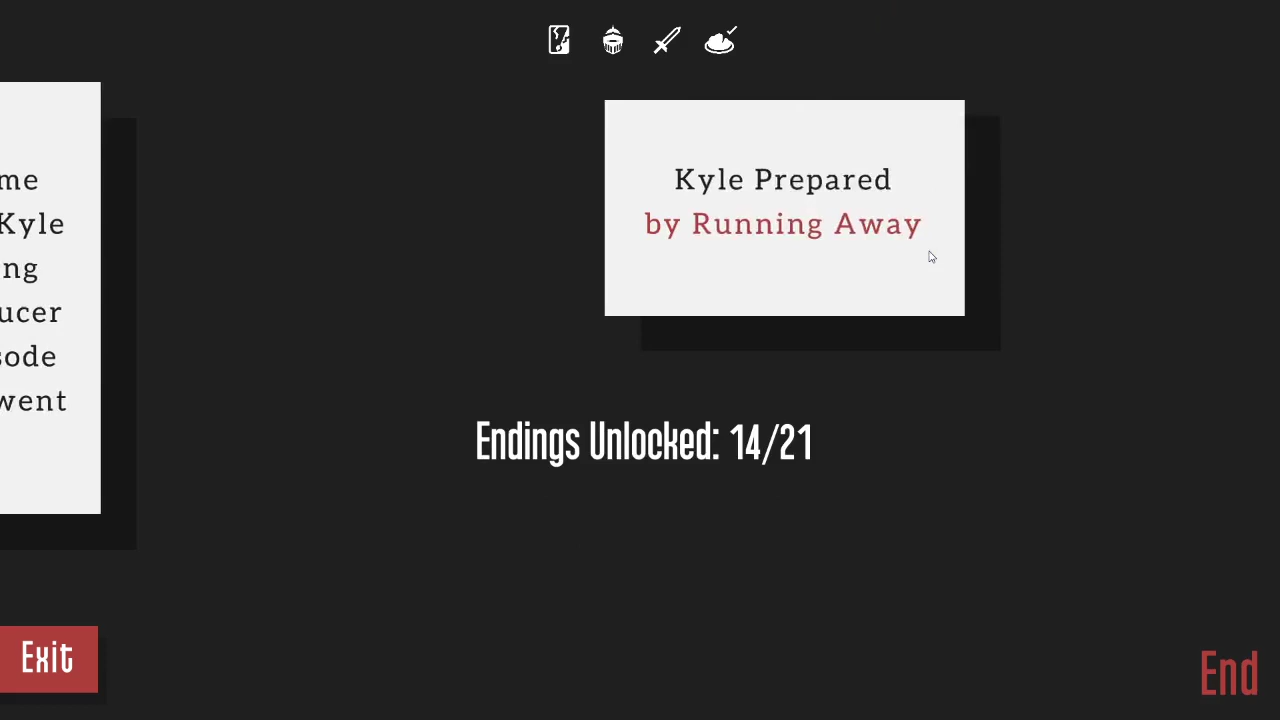 me
Kyle
ng
ucer
sode
went
Kyle Prepared
by Running Away
Endings Unlocked: 14/21
Exit
End